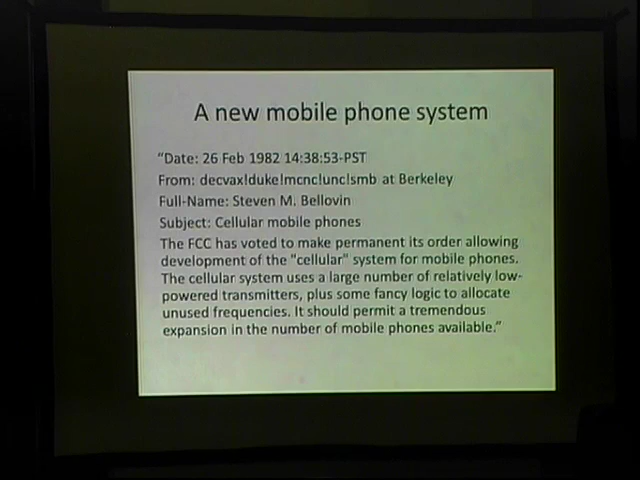 A new mobile phone system
"Date: 26 Feb 1982 14:38:53-PST
From: decvax!duke!mcnc!unc!smb at Berkeley
Full-Name: Steven M. Bellovin
Subject: Cellular mobile phones
The FCC has voted to make permanent its order allowing
development of the "cellular" system for mobile phones.
The cellular system uses a large number of relatively low-
powered transmitters, plus some fancy logic to allocate
unused frequencies. It should permit a tremendous
expansion in the number of mobile phones available."